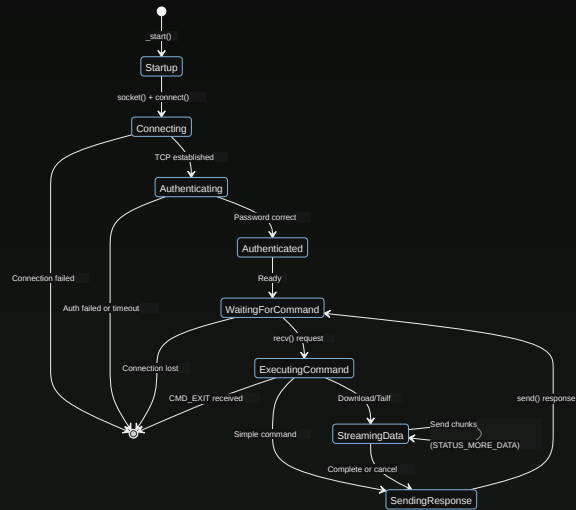 _start()
Startup
socket() + connect()
Connecting
TCP established
Authenticating
Password correct
Authenticated
Connection failed
Ready
Auth failed or timeout
WaitingForCommand
recv() request
Connection lost
ExecutingCommand
CMD_EXIT received
Download/Tailf
send() response
Simple command
StreamingData
Send chunks
(STATUS_MORE_DATA)
Complete or cancel
SendingResponse